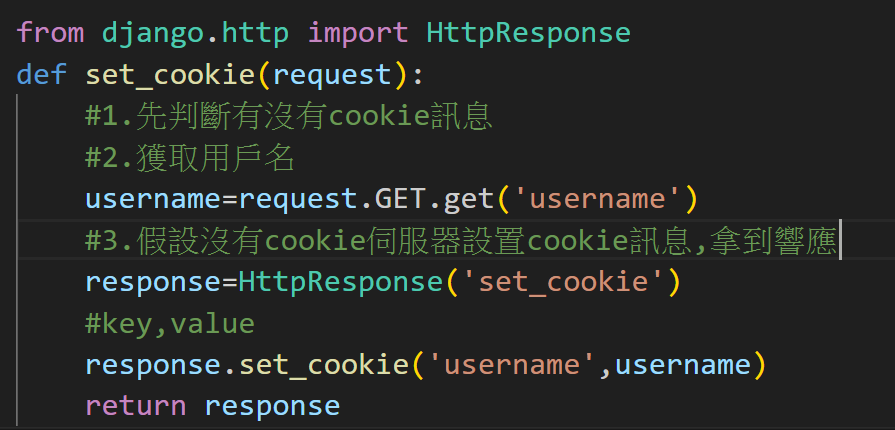 from django.http import HttpResponse
def set_cookie(request):
    #1.先判斷有沒有cookie訊息
    #2.獲取用戶名
    username=request.GET.get('username')
    #3.假設沒有cookie伺服器設置cookie訊息,拿到響應
    response=HttpResponse('set_cookie')
    #key,value
    response.set_cookie('username',username)
    return response